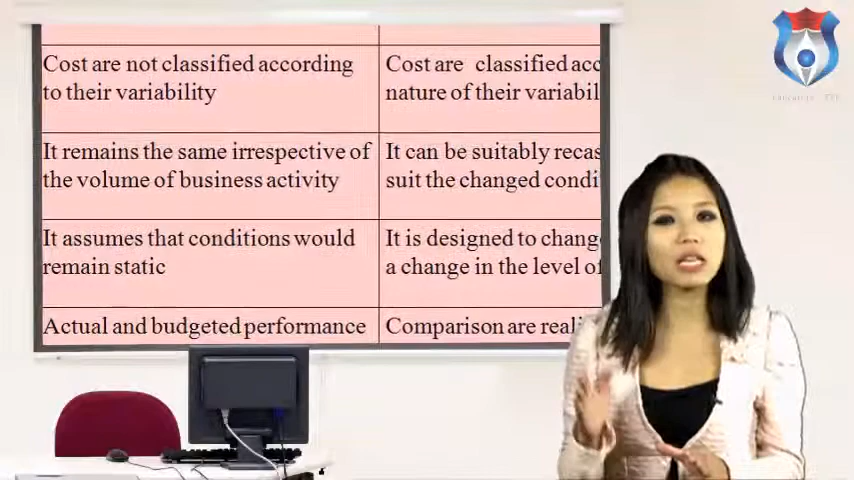 Cost are not classified according
to their variability
Cost are classified acc
nature of their variabil
It remains the same irrespective of
the volume of business activity
It can be suitably recas
suit the changed condi
It assumes that conditions would
remain static
It is designed to change
a change in the level of
Actual and budgeted performance
Comparison are reali